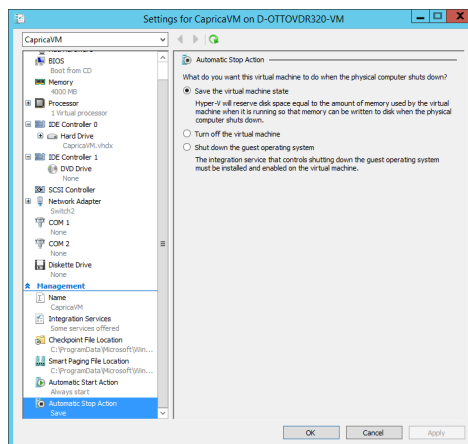 Settings for CapricaVM on D-OTTOVDR320-VM
CapricaVM
BIOS
Boot from CD
Memory
4000 MB
Processor
1 Virtual processor
IDE Controller 0
Hard Drive
CapricaVM.vhdx
IDE Controller 1
DVD Drive
None
SCSI Controller
Network Adapter
Switch2
COM 1
None
COM 2
None
Diskette Drive
None
Management
Name
CapricaVM
Integration Services
Some services offered
Checkpoint File Location
C:\ProgramData\Microsoft\Win...
Smart Paging File Location
C:\ProgramData\Microsoft\Win...
Automatic Start Action
Always start
Automatic Stop Action
Save
Automatic Stop Action
What do you want this virtual machine to do when the physical computer shuts down?
Save the virtual machine state
Hyper-V will reserve disk space equal to the amount of memory used by the virtual
machine when it is running so that memory can be written to disk when the physical
computer shuts down.
Turn off the virtual machine
Shut down the guest operating system
The integration service that controls shutting down the guest operating system
must be installed and enabled on the virtual machine.
OK
Cancel
Apply